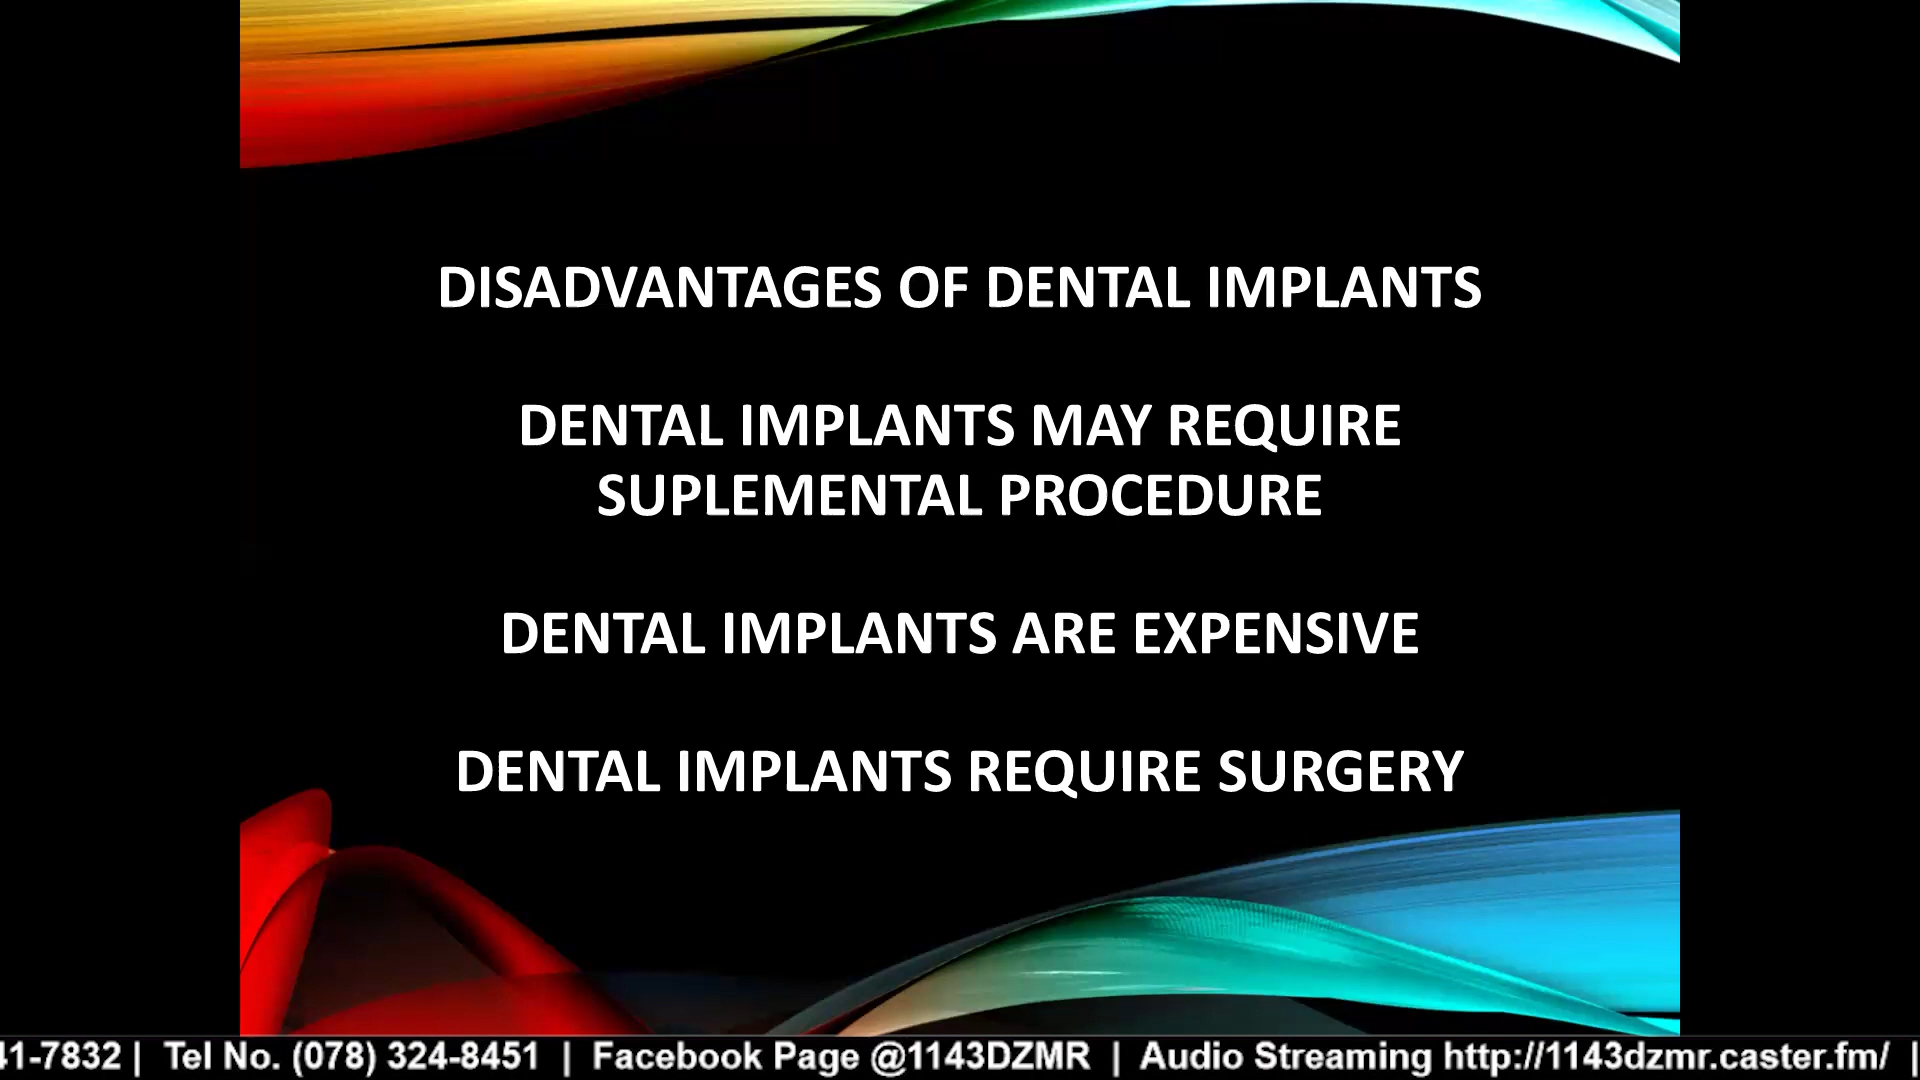 DISADVANTAGES OF DENTAL IMPLANTS
DENTAL IMPLANTS MAY REQUIRE
SUPLEMENTAL PROCEDURE
DENTAL IMPLANTS ARE EXPENSIVE
DENTAL IMPLANTS REQUIRE SURGERY
41-7832 | Tel No. (078) 324-8451 | Facebook Page @1143DZMR | Audio Streaming http://1143dzmr.caster.fm/ |